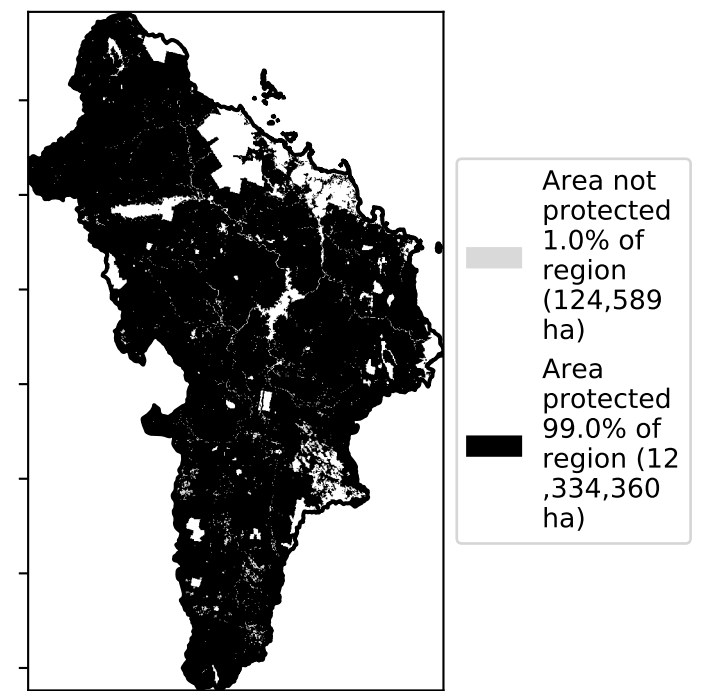 Area not
protected
1.0% of
region
(124,589
ha)
Area
protected
99.0% of
region (12
,334,360
ha)